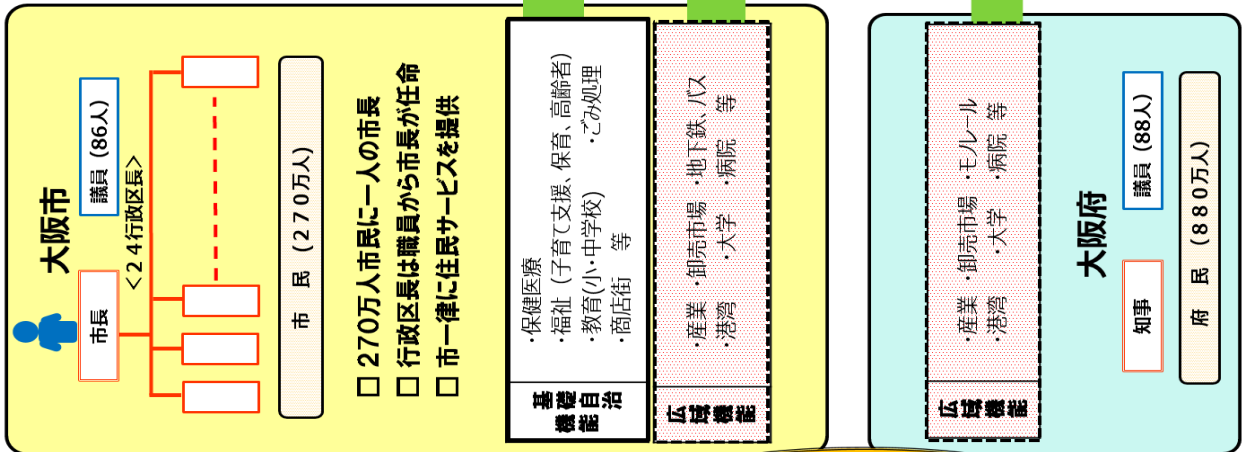 大阪市
市長
議員（86人）
＜２４行政区長＞
市　民　（２７０万人）
□ 270万人市民に一人の市長
□ 行政区長は職員から市長が任命
□ 市一律に住民サービスを提供
基礎自治
機能
・保健医療
・福祉（子育て支援、保育、高齢者）
・教育(小・中学校)　　・ごみ処理
・商店街　等
広域
機能
・産業　・卸売市場　・地下鉄、バス
・港湾　・大学　・病院　等
広域
機能
・産業　・卸売市場　・モノレール
・港湾　・大学　・病院　等
大阪府
知事
議員（88人）
府　民　（８８０万人）